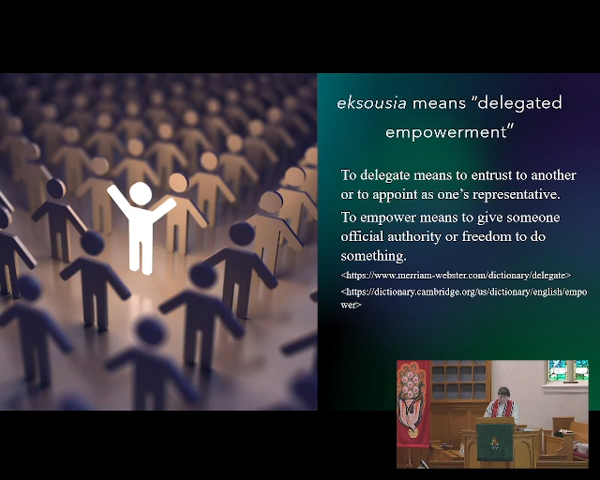 eksousia means “delegated
empowerment”
To delegate means to entrust to another
or to appoint as one’s representative.
To empower means to give someone
official authority or freedom to do
something.
<https://www.merriam-webster.com/dictionary/delegate>
<https://dictionary.cambridge.org/us/dictionary/english/empo
wer>